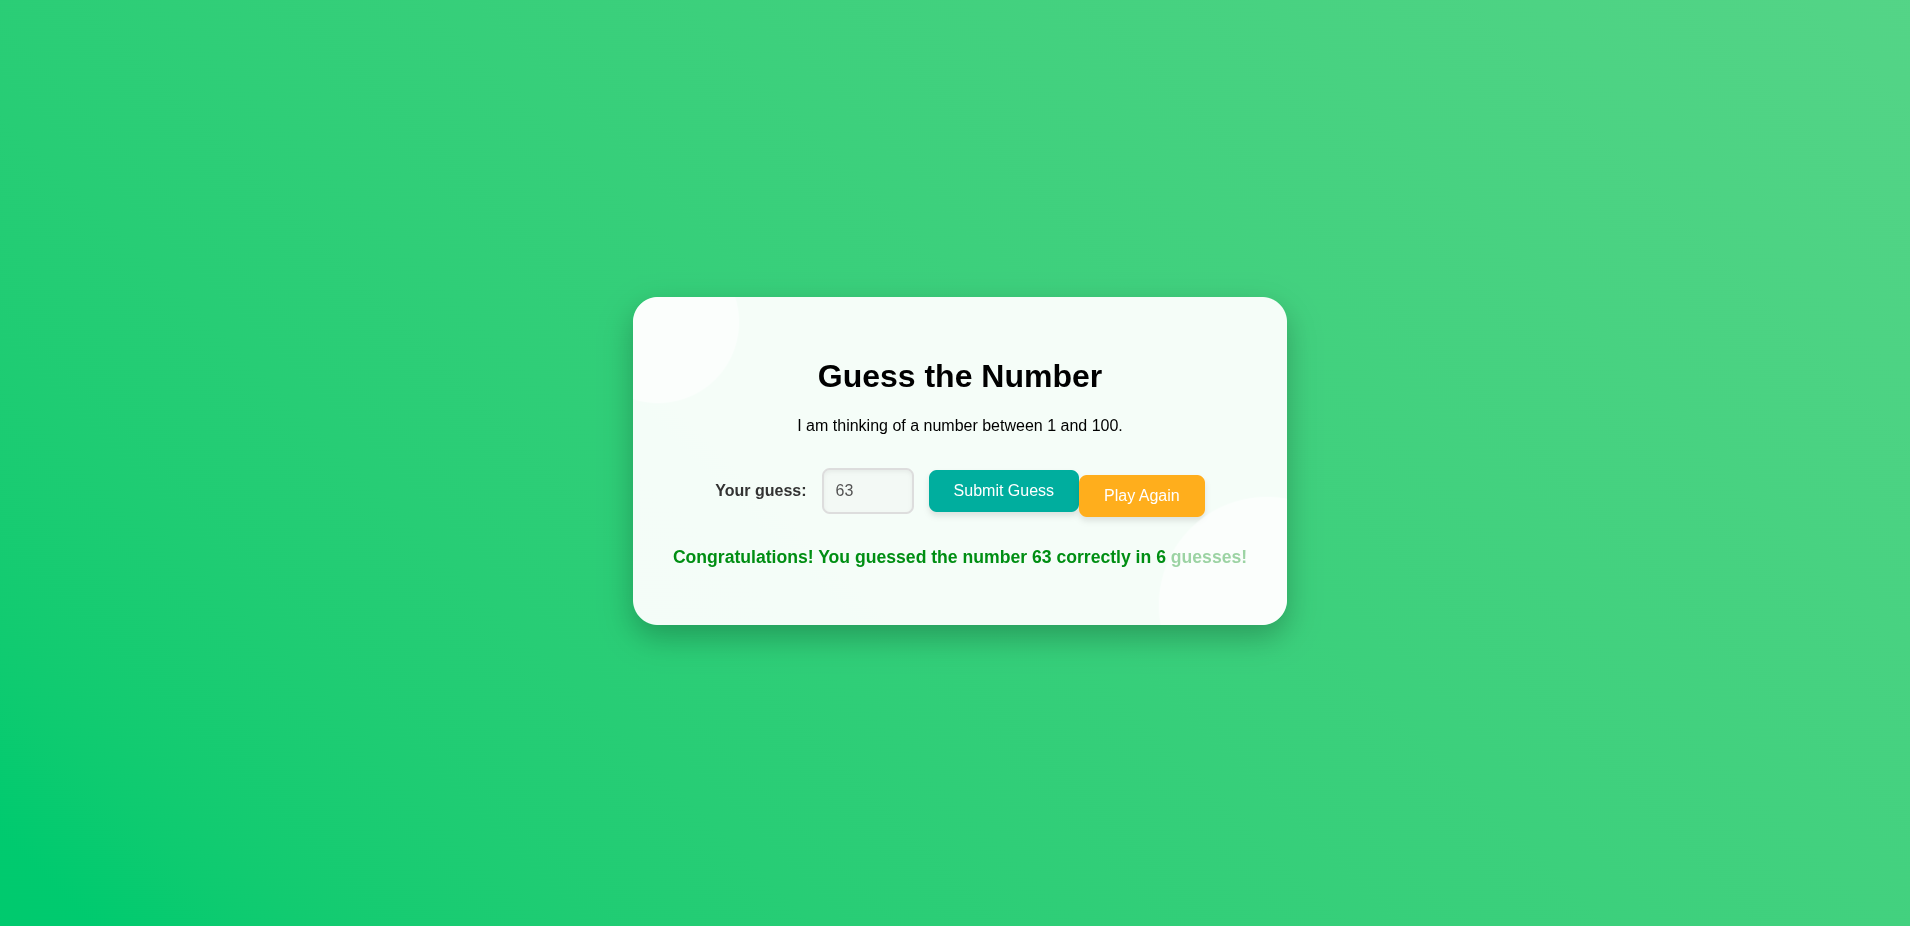 Guess the Number
I am thinking of a number between 1 and 100.
Your guess: 63 Submit Guess Play Again
Congratulations! You guessed the number 63 correctly in 6 guesses!